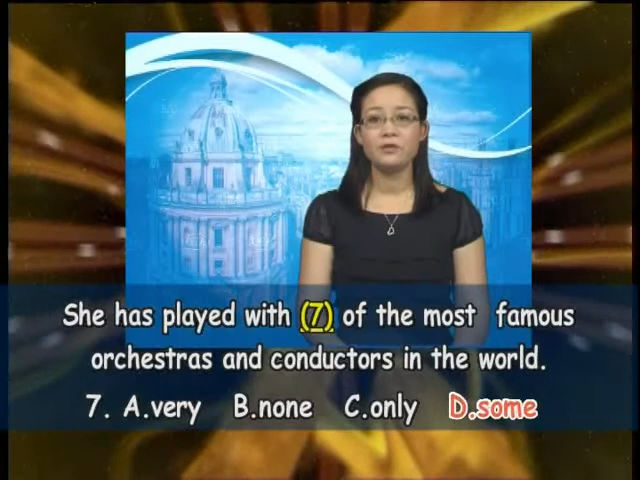 She has played with (7) of the most famous
orchestras and conductors in the world.
7. A.very B.none C.only D.some